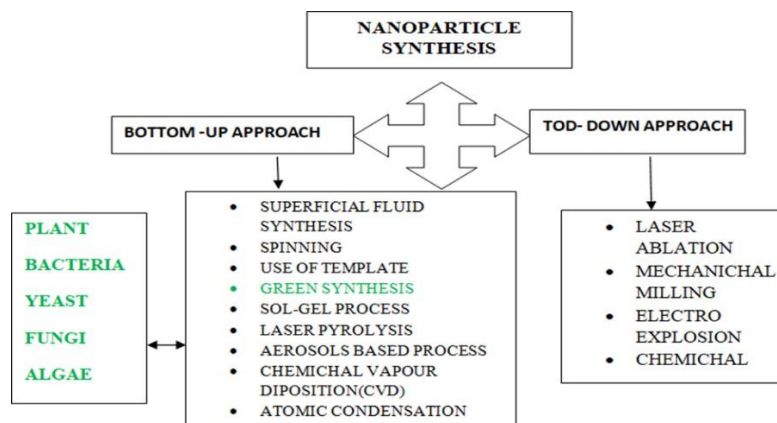 NANOPARTICLE
SYNTHESIS
BOTTOM -UP APPROACH
TOD- DOWN APPROACH
PLANT
BACTERIA
YEAST
FUNGI
ALGAE
• SUPERFICIAL FLUID
SYNTHESIS
• SPINNING
• USE OF TEMPLATE
• GREEN SYNTHESIS
• SOL-GEL PROCESS
• LASER PYROLYSIS
• AEROSOLS BASED PROCESS
• CHEMICHAL VAPOUR
DIPOSITION(CVD)
• ATOMIC CONDENSATION
• LASER
ABLATION
• MECHANICHAL
MILLING
• ELECTRO
EXPLOSION
• CHEMICHAL